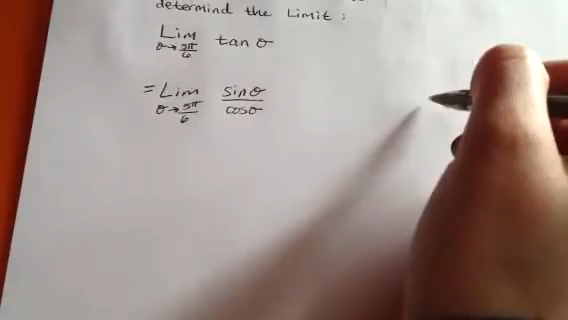 determind the Limit :
Lim tan θ
θ→5π/6
= Lim sinθ/cosθ
θ→5π/6